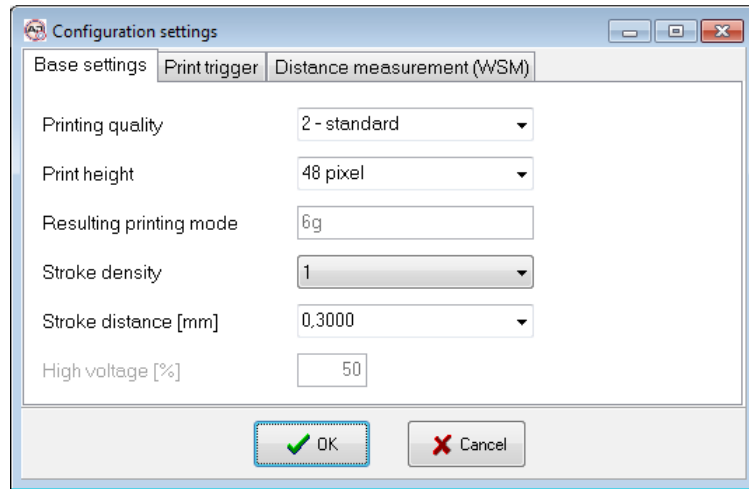 Configuration settings
Base settings Print trigger Distance measurement (WSM)
Printing quality 2 - standard
Print height 48 pixel
Resulting printing mode 6g
Stroke density 1
Stroke distance [mm] 0,3000
High voltage [%] 50
OK Cancel